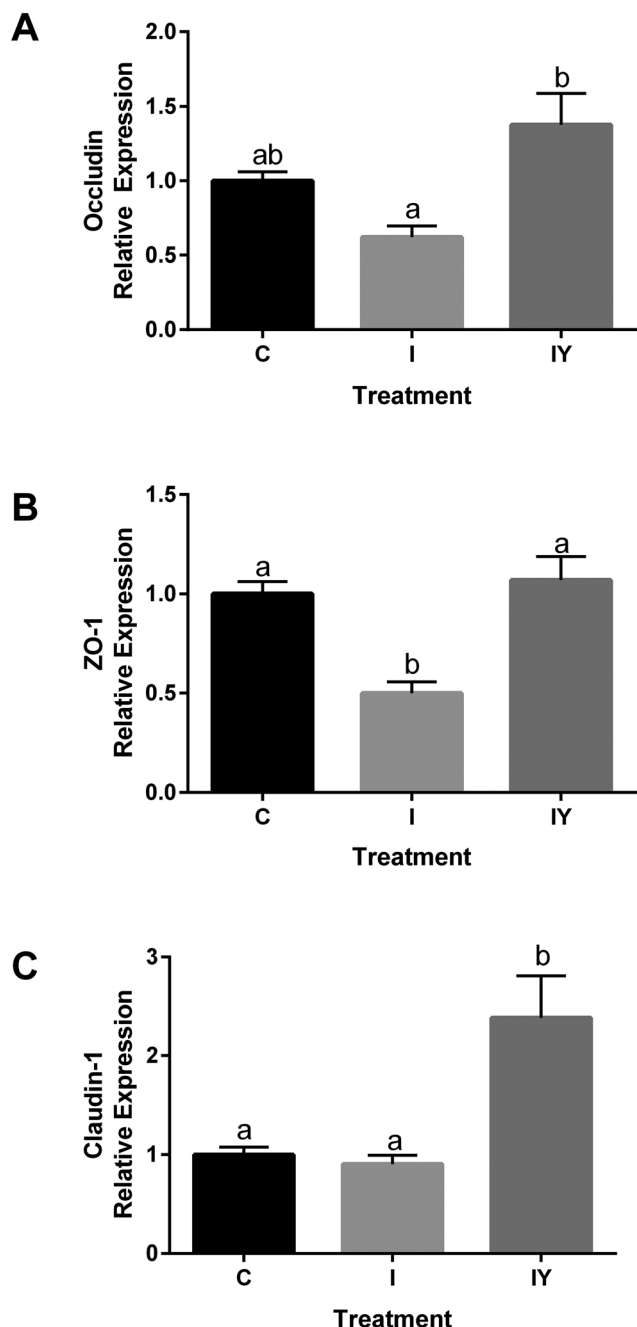 A
Occludin
Relative Expression
2.0
1.5
1.0
0.5
0.0
ab
a
b
C I IY
Treatment
B
ZO-1
Relative Expression
1.5
1.0
0.5
0.0
a
b
a
C I IY
Treatment
C
Claudin-1
Relative Expression
3
2
1
0
a
a
b
C I IY
Treatment